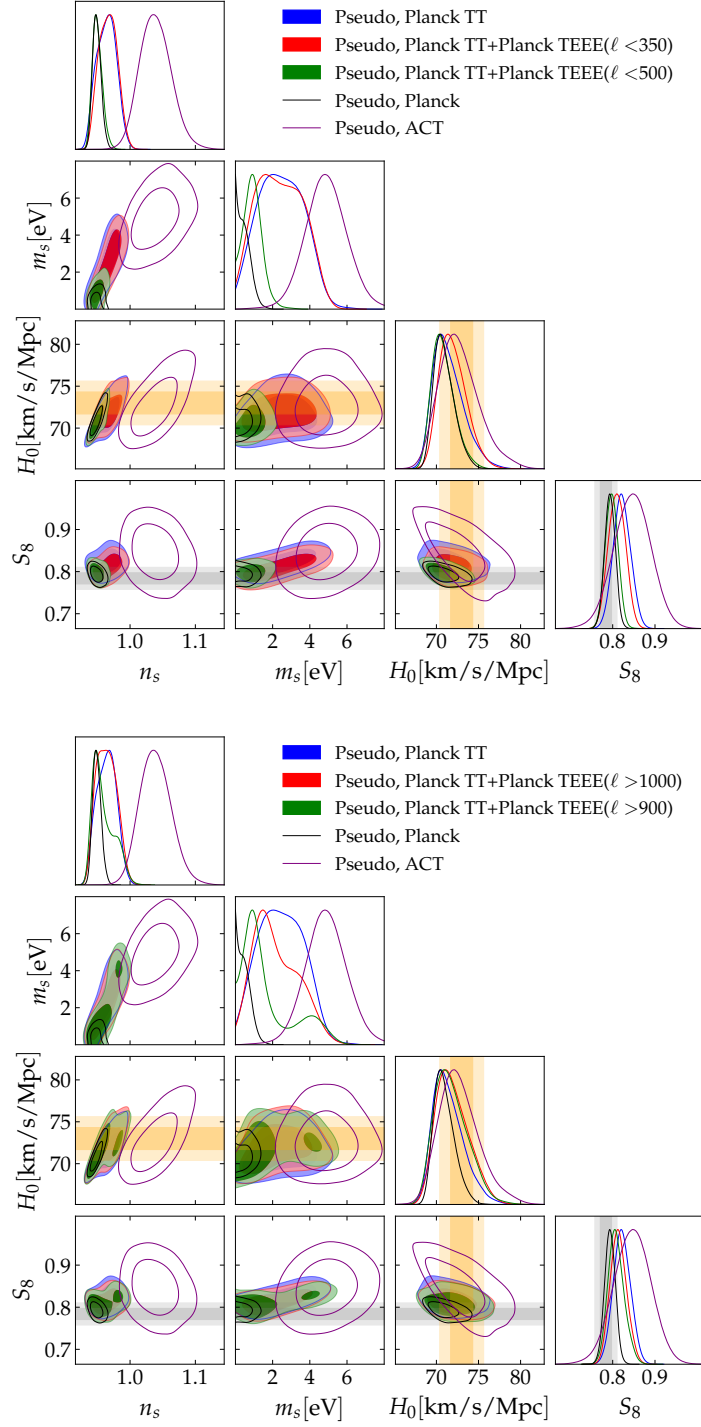 Pseudo, Planck TT
Pseudo, Planck TT+Planck TEEE(ℓ <350)
Pseudo, Planck TT+Planck TEEE(ℓ <500)
Pseudo, Planck
Pseudo, ACT
m_s[eV]
6
4
2
H_0[km/s/Mpc]
80
75
70
S_8
0.9
0.8
0.7
1.0 1.1
2 4 6
70 75 80
0.8 0.9
n_s
m_s[eV]
H_0[km/s/Mpc]
S_8
Pseudo, Planck TT
Pseudo, Planck TT+Planck TEEE(ℓ >1000)
Pseudo, Planck TT+Planck TEEE(ℓ >900)
Pseudo, Planck
Pseudo, ACT
m_s[eV]
6
4
2
H_0[km/s/Mpc]
80
75
70
S_8
0.9
0.8
0.7
1.0 1.1
2 4 6
70 75 80
0.8 0.9
n_s
m_s[eV]
H_0[km/s/Mpc]
S_8